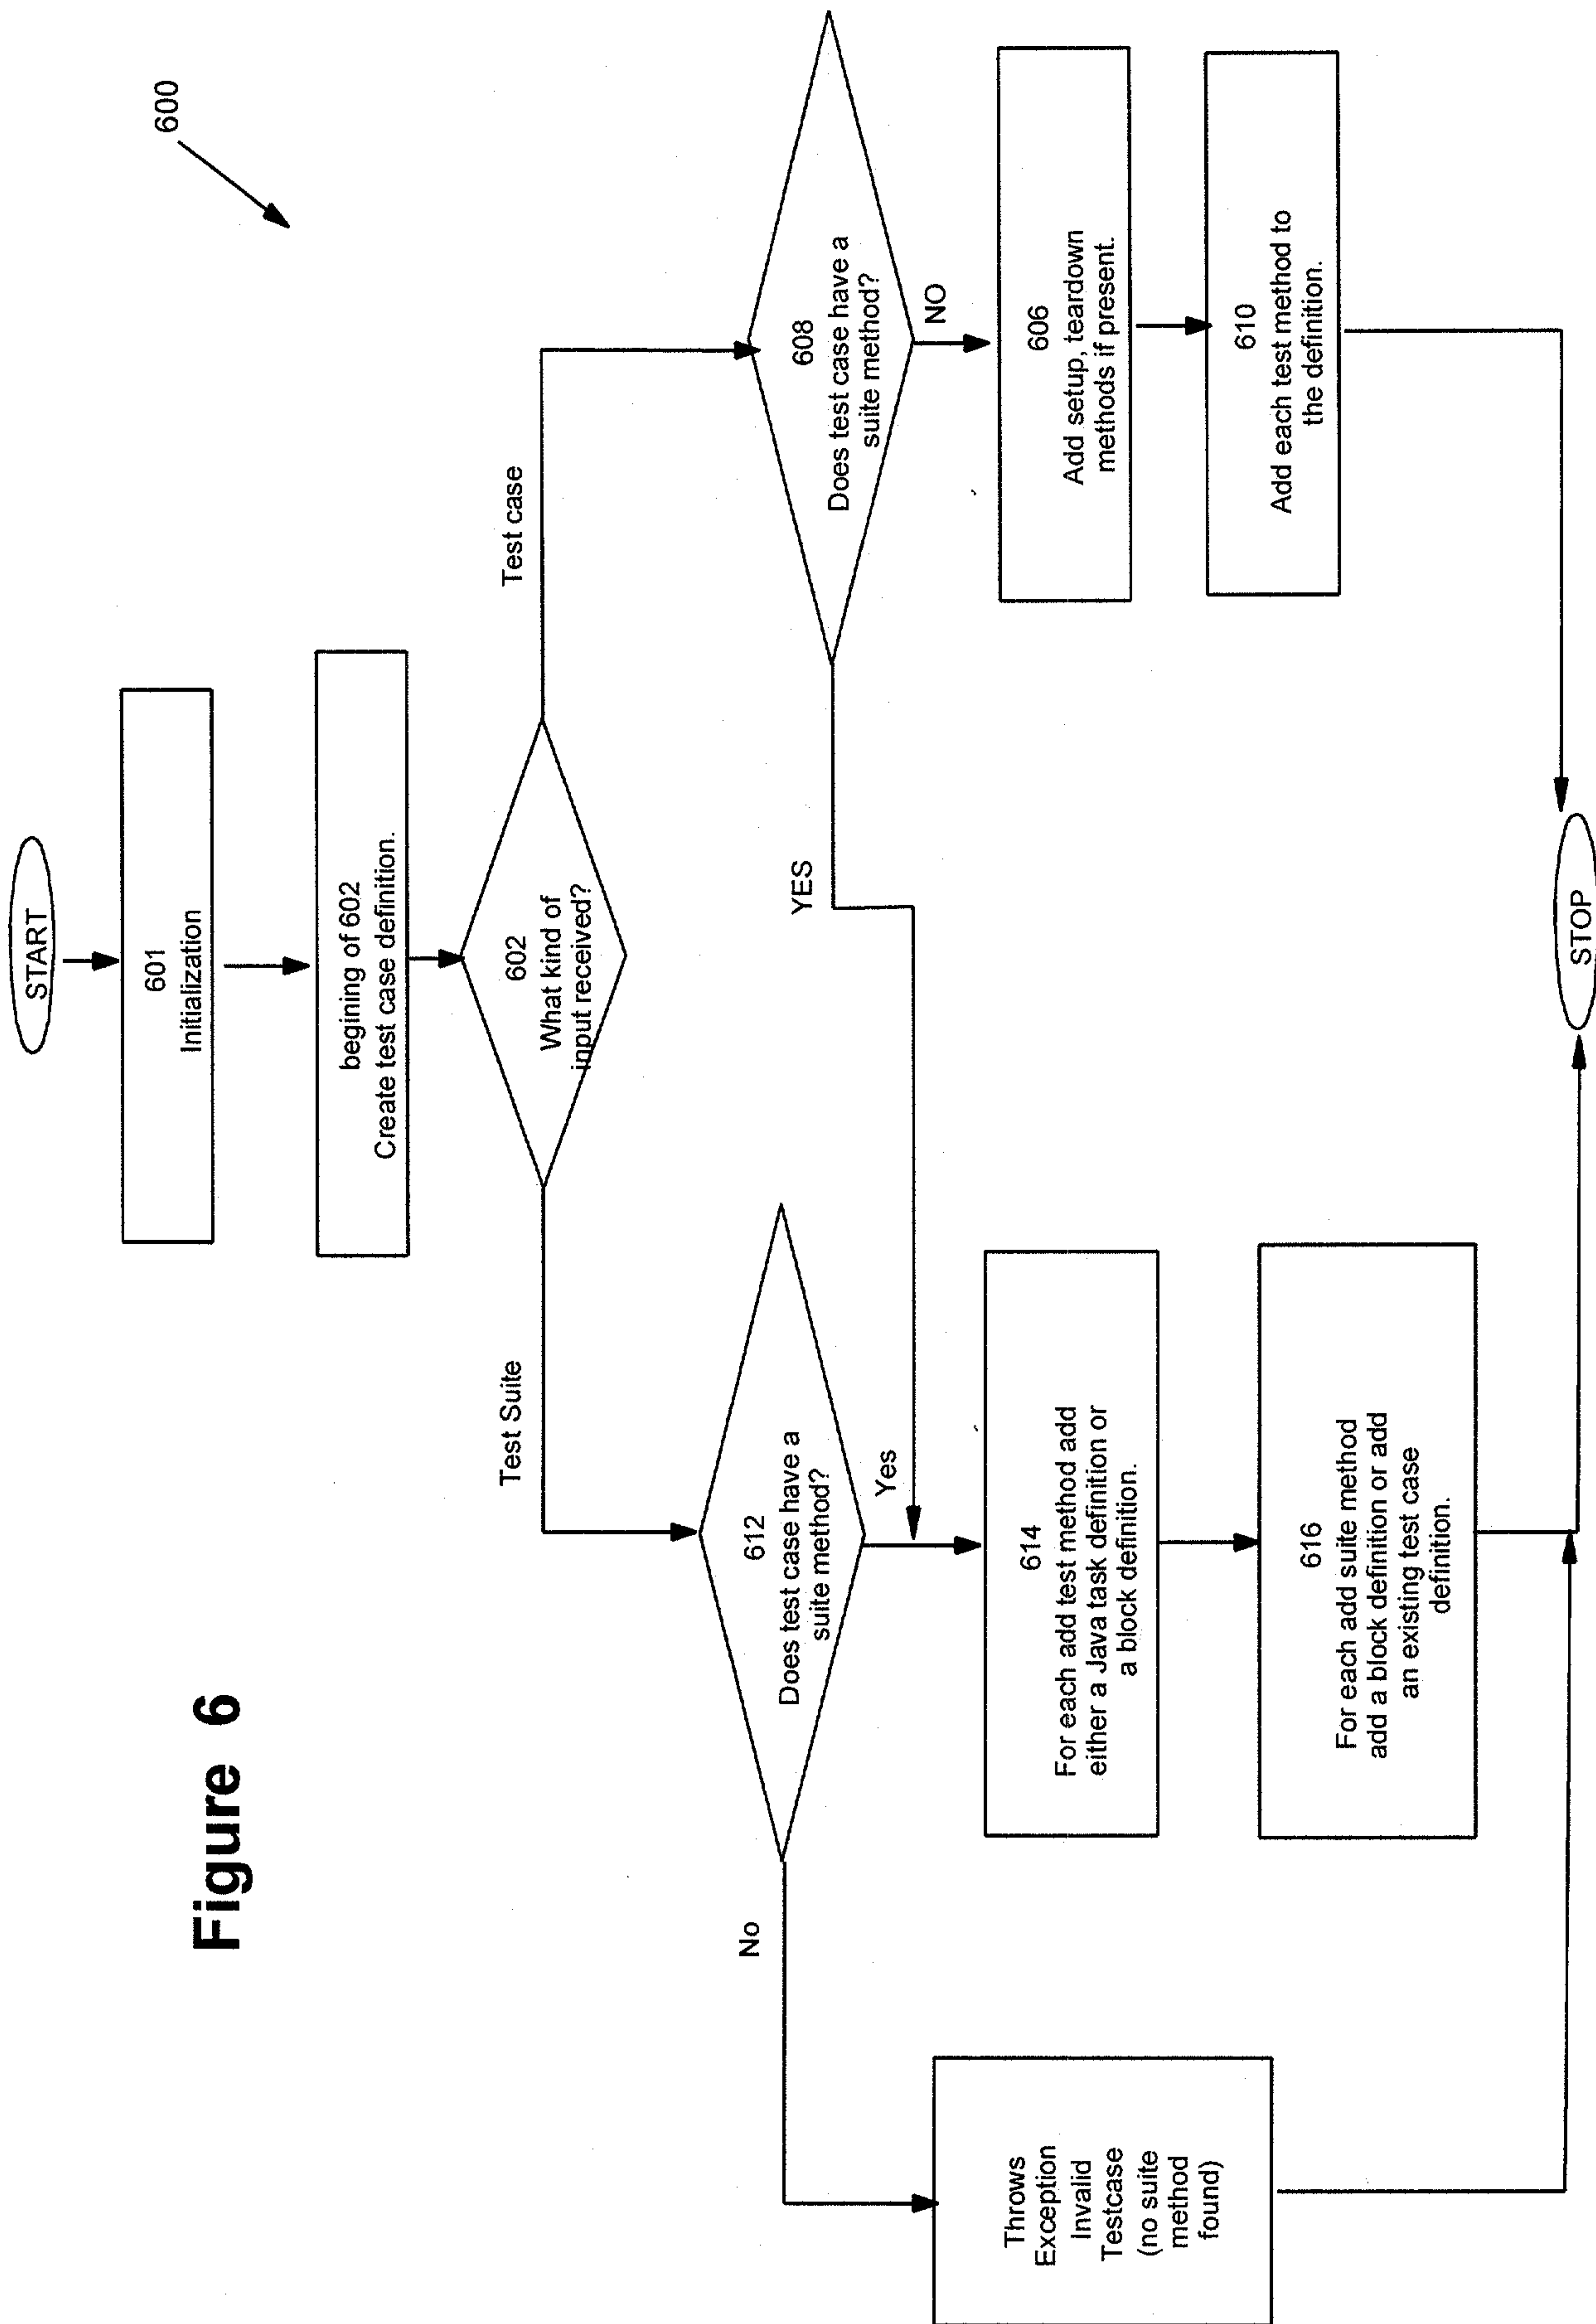 Figure 6
600
START
601
Initialization
begining of 602
Create test case definition.
602
What kind of
input received?
Test Suite
Test case
612
Does test case have a
suite method?
608
Does test case have a
suite method?
No
Yes
YES
NO
Throws
Exception
Invalid
Testcase
(no suite
method
found)
614
For each add test method add
either a Java task definition or
a block definition.
606
Add setup, teardown
methods if present.
616
For each add suite method
add a block definition or add
an existing test case
definition.
610
Add each test method to
the definition.
STOP